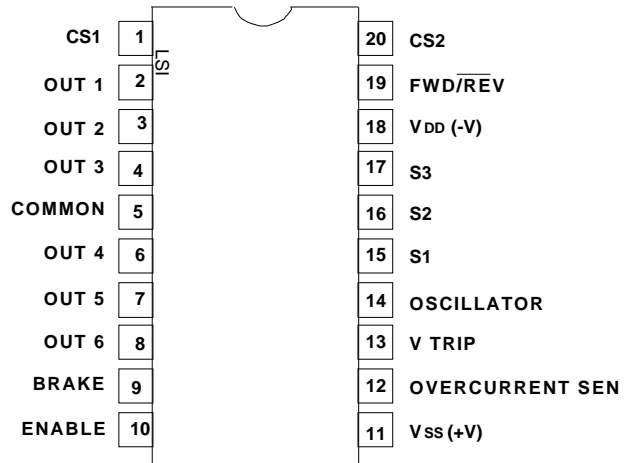 CS1 1 20 CS2
LSI
OUT 1 2 19 FWD/REV
OUT 2 3 18 VDD (-V)
OUT 3 4 17 S3
COMMON 5 16 S2
OUT 4 6 15 S1
OUT 5 7 14 OSCILLATOR
OUT 6 8 13 V TRIP
BRAKE 9 12 OVERCURRENT SEN
ENABLE 10 11 VSS (+V)